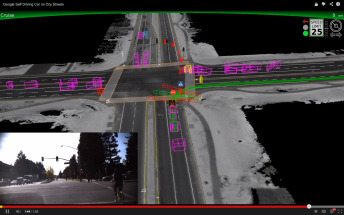 Google Self-Driving Car on City Streets
Cruise
SPEED
LIMIT
25